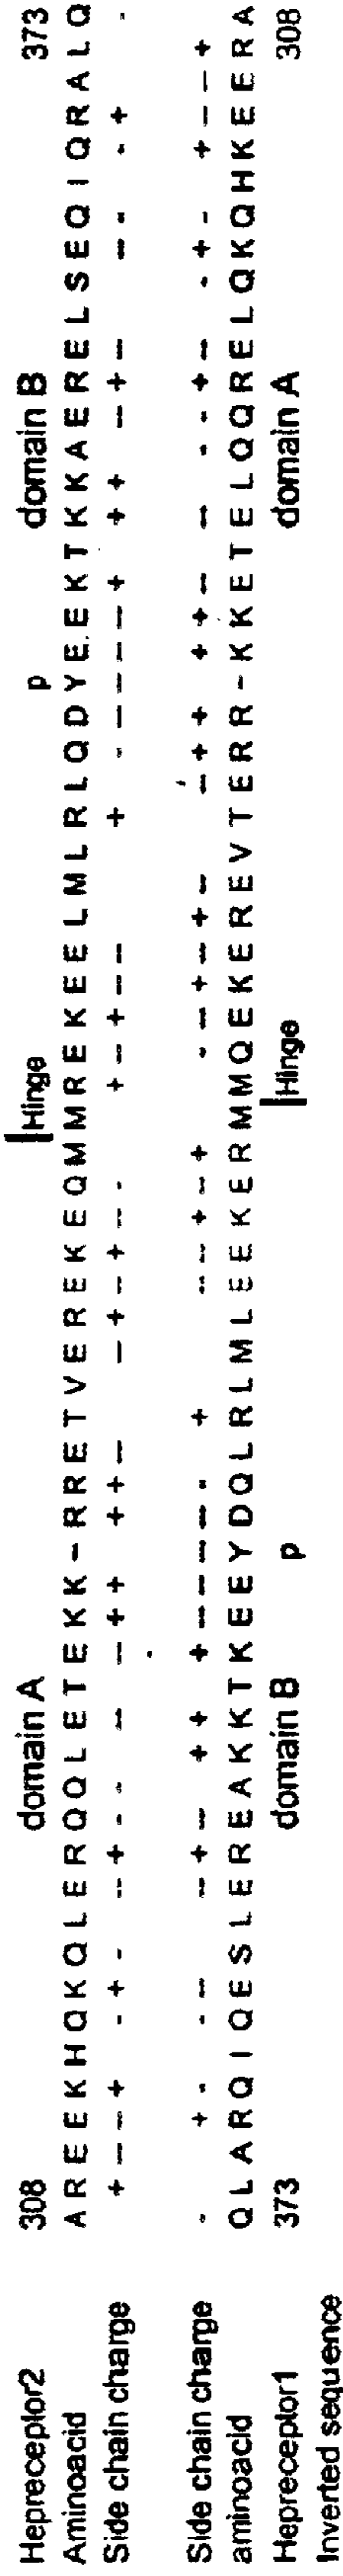 Hepreceptor2 308 domain A Hinge p domain B 373
Aminoacid A R E E K H Q K Q L E R Q Q L E T E K K - R R E T V E R E K E Q M M R E K E E L M L R L Q D Y E E K T K K A E R E L S E Q I Q R A L Q
Side chain charge + − − + - + - − + - - − − + + + + − − + − + − - + − + − − + - − − − − + + + − + − − - - + -
Side chain charge - + - - − − + − + + + − − − − - + − − + − + - − + − + − − + + + + − − - - + − - + - + − − +
aminoacid Q L A R Q I Q E S L E R E A K K T K E E Y D Q L R L M L E E K E R M M Q E K E R E V T E R R - K K E T E L Q Q R E L Q K Q H K E E R A
Hepreceptor1 373 domain B p Hinge domain A 308
Inverted sequence